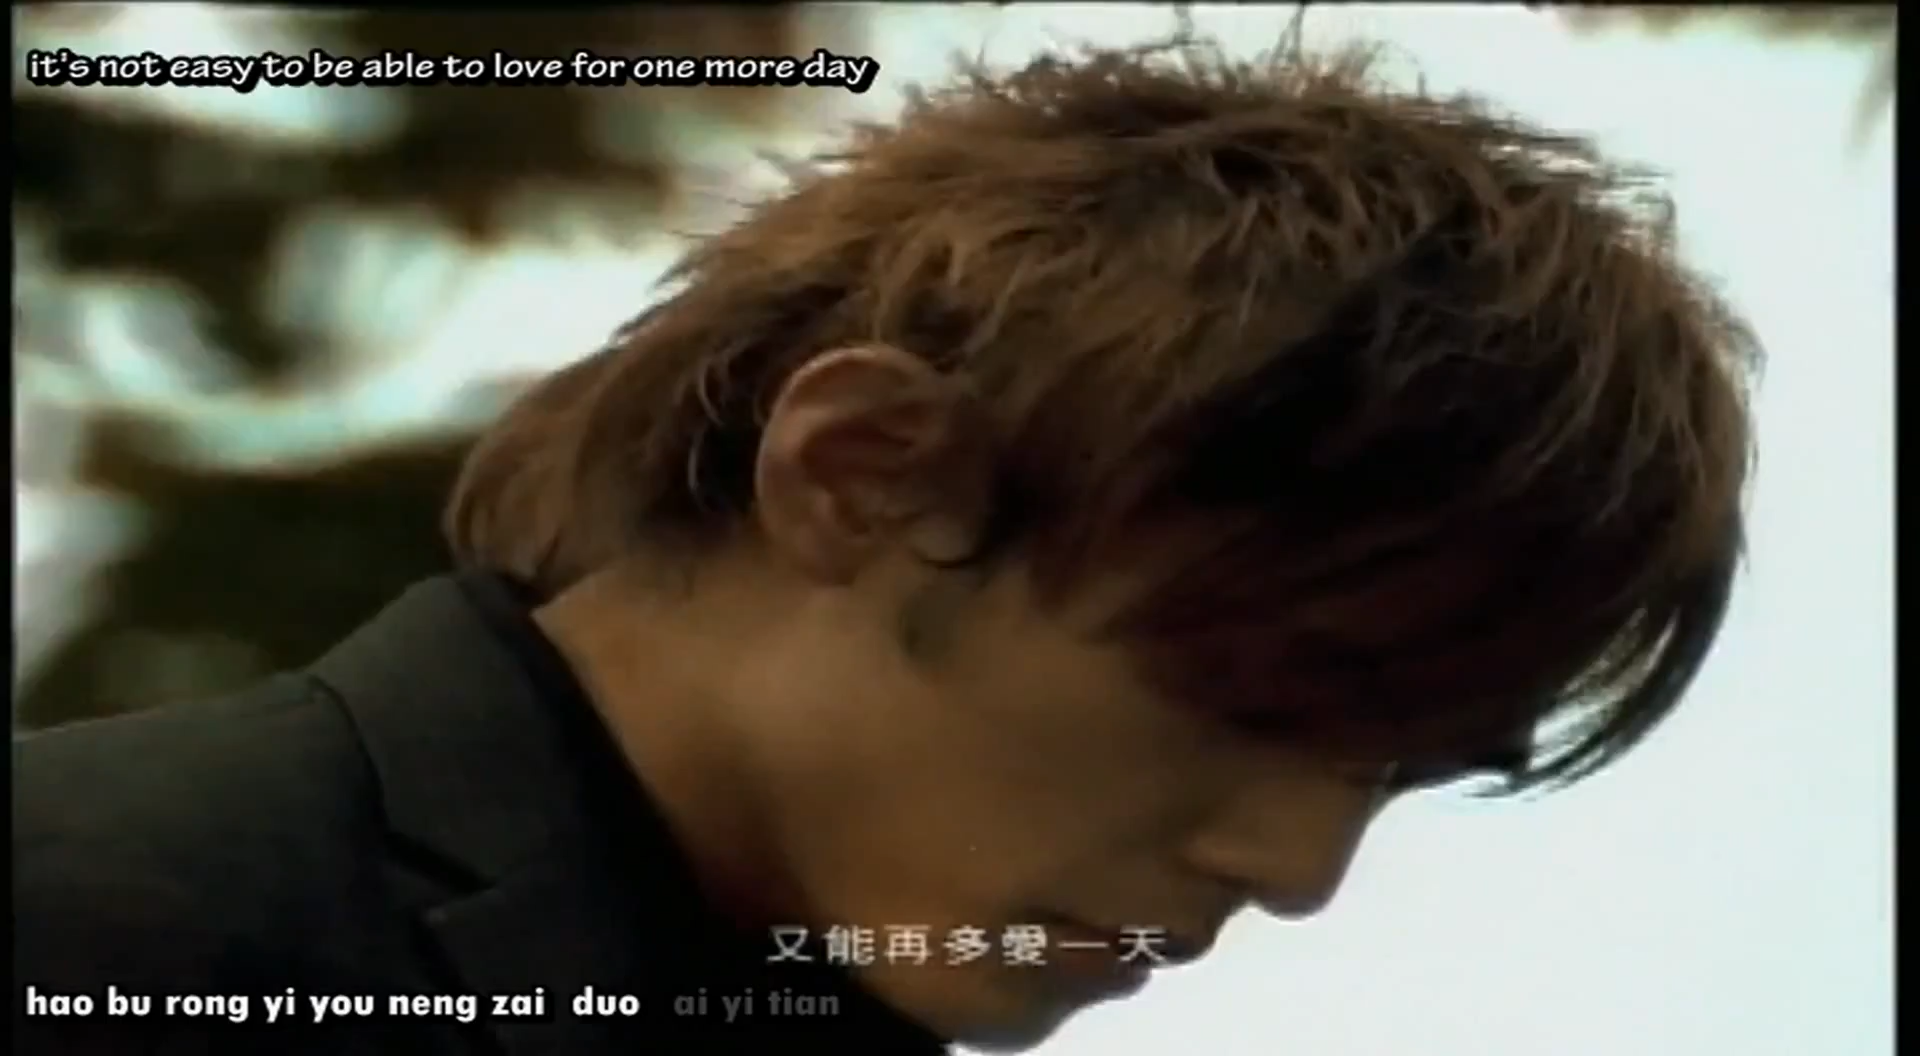 it's not easy to be able to love for one more day
又能再多愛一天
hao bu rong yi you neng zai duo ai yi tian